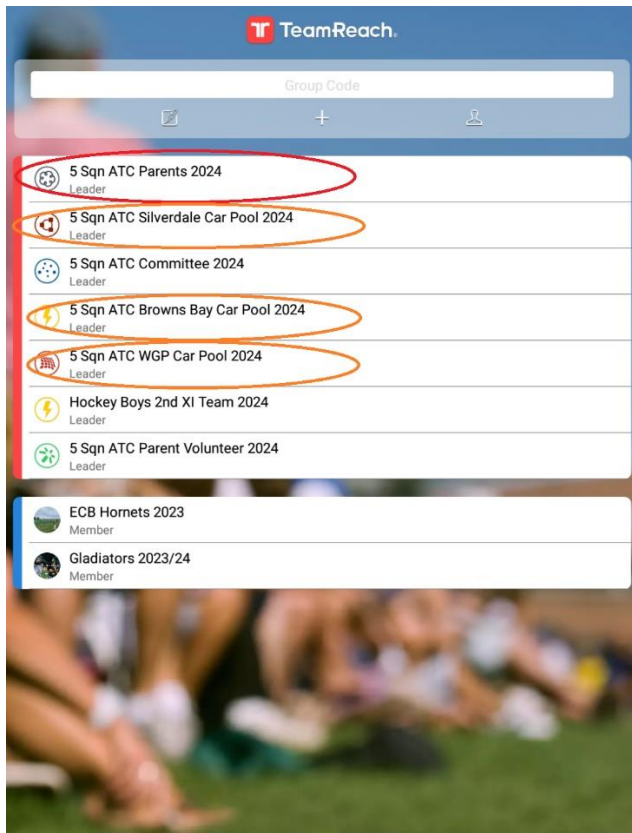 TeamReach
Group Code
5 Sqn ATC Parents 2024
Leader
5 Sqn ATC Silverdale Car Pool 2024
Leader
5 Sqn ATC Committee 2024
Leader
5 Sqn ATC Browns Bay Car Pool 2024
Leader
5 Sqn ATC WGP Car Pool 2024
Leader
Hockey Boys 2nd XI Team 2024
Leader
5 Sqn ATC Parent Volunteer 2024
Leader
ECB Hornets 2023
Member
Gladiators 2023/24
Member